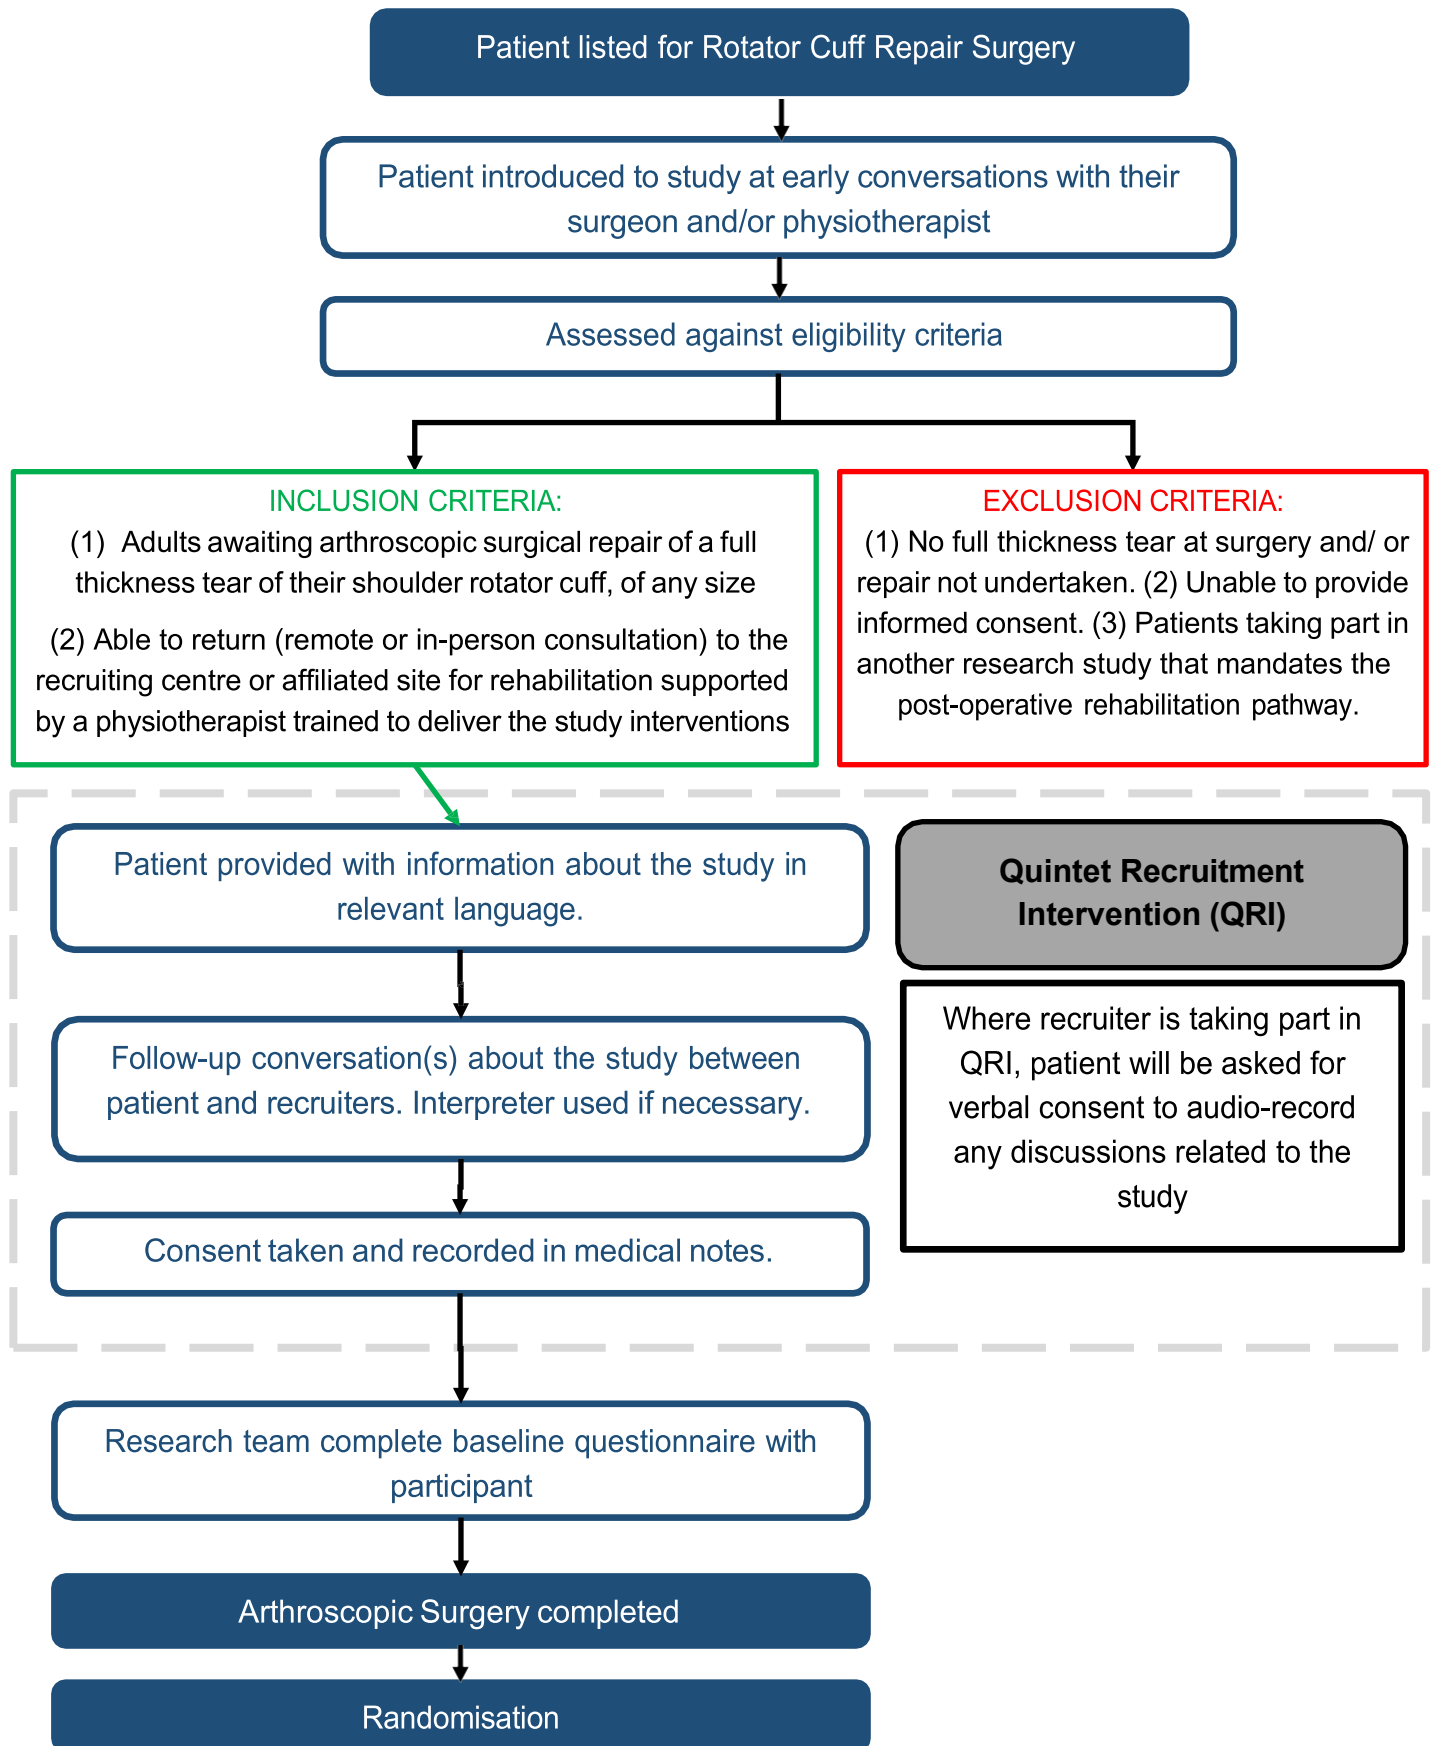 Patient listed for Rotator Cuff Repair Surgery
Patient introduced to study at early conversations with their
surgeon and/or physiotherapist
Assessed against eligibility criteria
INCLUSION CRITERIA:
(1) Adults awaiting arthroscopic surgical repair of a full
thickness tear of their shoulder rotator cuff, of any size
(2) Able to return (remote or in-person consultation) to the
recruiting centre or affiliated site for rehabilitation supported
by a physiotherapist trained to deliver the study interventions
EXCLUSION CRITERIA:
(1) No full thickness tear at surgery and/ or
repair not undertaken. (2) Unable to provide
informed consent. (3) Patients taking part in
another research study that mandates the
post-operative rehabilitation pathway.
Patient provided with information about the study in
relevant language.
Follow-up conversation(s) about the study between
patient and recruiters. Interpreter used if necessary.
Consent taken and recorded in medical notes.
Quintet Recruitment
Intervention (QRI)
Where recruiter is taking part in
QRI, patient will be asked for
verbal consent to audio-record
any discussions related to the
study
Research team complete baseline questionnaire with
participant
Arthroscopic Surgery completed
Randomisation